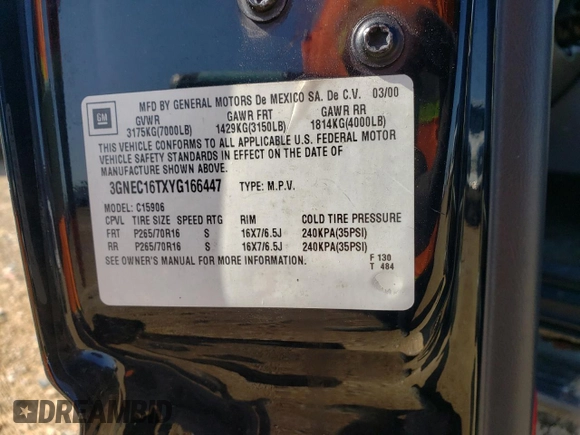 GM
MFD BY GENERAL MOTORS De MEXICO SA. De C.V. 03/00
GVWR GAWR FRT GAWR RR
3175KG(7000LB) 1429KG(3150LB) 1814KG(4000LB)
THIS VEHICLE CONFORMS TO ALL APPLICABLE U.S. FEDERAL MOTOR
VEHICLE SAFETY STANDARDS IN EFFECT ON THE DATE OF
MANUFACTURE SHOWN ABOVE.
3GNEC16TXYG166447 TYPE: M.P.V.
MODEL: C15906
CPVL TIRE SIZE SPEED RTG RIM COLD TIRE PRESSURE
FRT P265/70R16 S 16X7/6.5J 240KPA(35PSI)
RR P265/70R16 S 16X7/6.5J 240KPA(35PSI)
SEE OWNER'S MANUAL FOR MORE INFORMATION.
F 130
T 484
DREAMBID